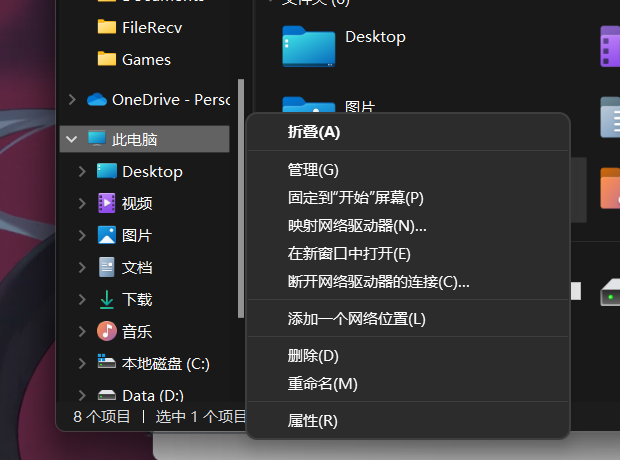 Documents
FileRecv
Games
OneDrive - Perso
此电脑
Desktop
视频
图片
文档
下载
音乐
本地磁盘 (C:)
Data (D:)
8 个项目
选中 1 个项目
文件夹 (6)
Desktop
图片
折叠(A)
管理(G)
固定到"开始"屏幕(P)
映射网络驱动器(N)...
在新窗口中打开(E)
断开网络驱动器的连接(C)...
添加一个网络位置(L)
删除(D)
重命名(M)
属性(R)